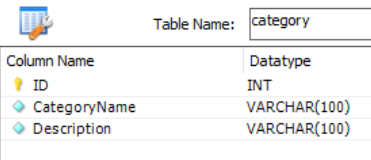 Table Name: category
Column Name Datatype
ID INT
CategoryName VARCHAR(100)
Description VARCHAR(100)